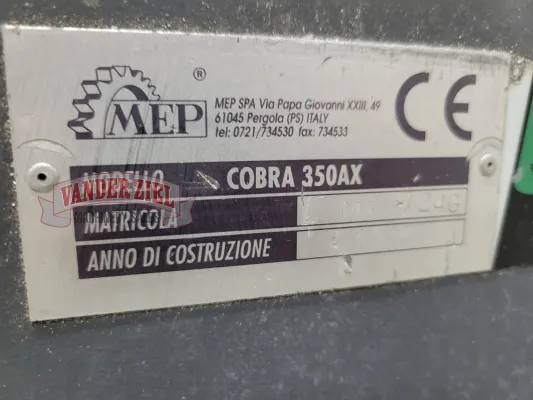 MEP
®
MEP SPA Via Papa Giovanni XXIII, 49
61045 Pergola (PS) ITALY
tel: 0721/734530 fax: 734533
CE
MODELLO COBRA 350AX
VANDER ZIEL
MATRICOLA
ANNO DI COSTRUZIONE